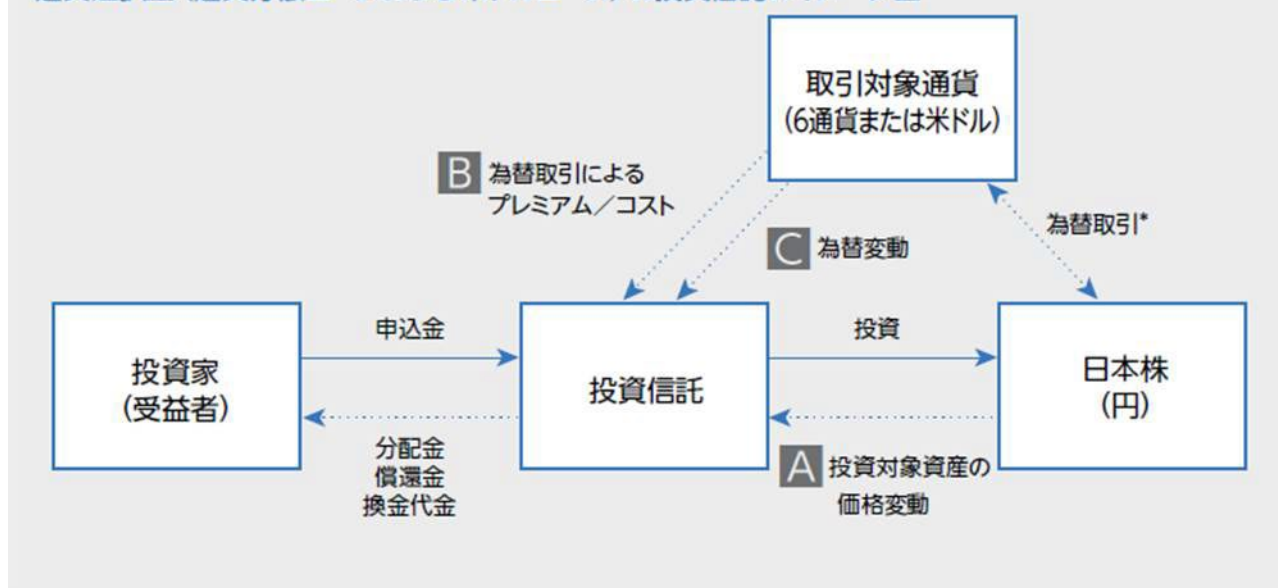 取引対象通貨
(6通貨または米ドル)
B 為替取引による
プレミアム／コスト
為替取引*
C 為替変動
申込金
投資
投資家
(受益者)
投資信託
日本株
(円)
分配金
償還金
換金代金
A 投資対象資産の
価格変動